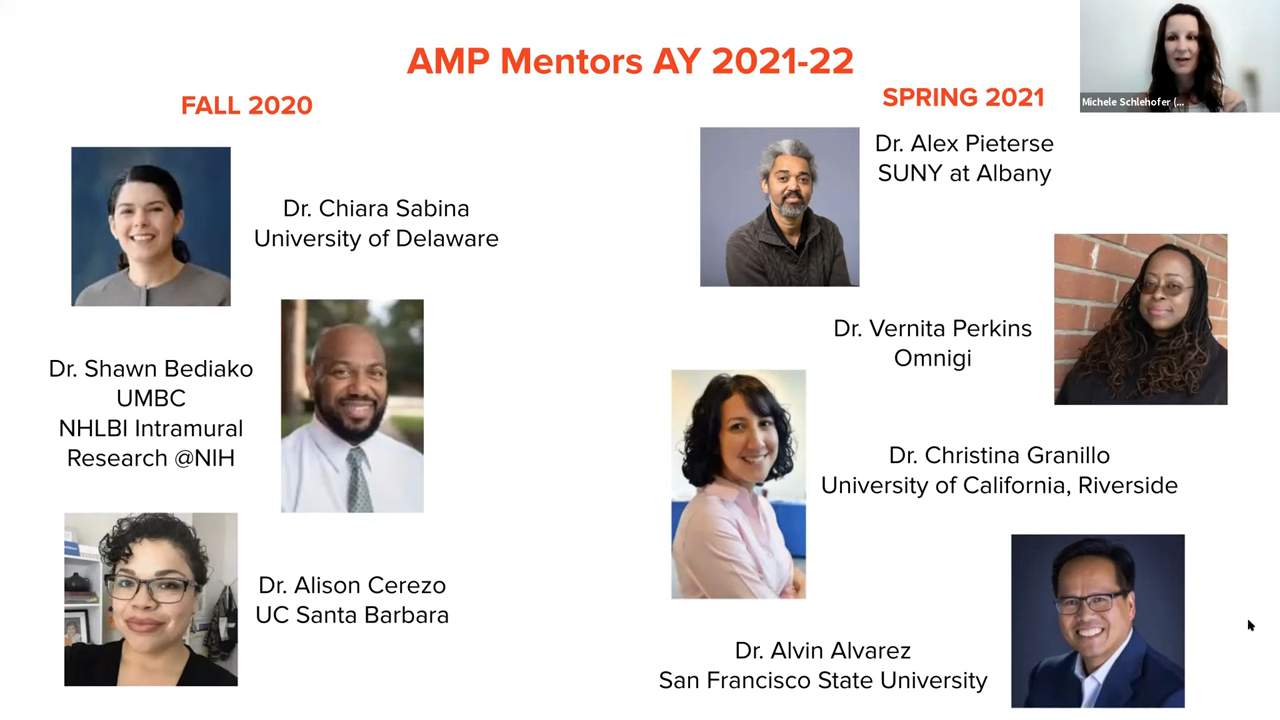 AMP Mentors AY 2021-22
FALL 2020
SPRING 2021
Michele Schlehofer (...
Dr. Chiara Sabina
University of Delaware
Dr. Shawn Bediako
UMBC
NHLBI Intramural
Research @NIH
Dr. Alison Cerezo
UC Santa Barbara
Dr. Alex Pieterse
SUNY at Albany
Dr. Vernita Perkins
Omnigi
Dr. Christina Granillo
University of California, Riverside
Dr. Alvin Alvarez
San Francisco State University